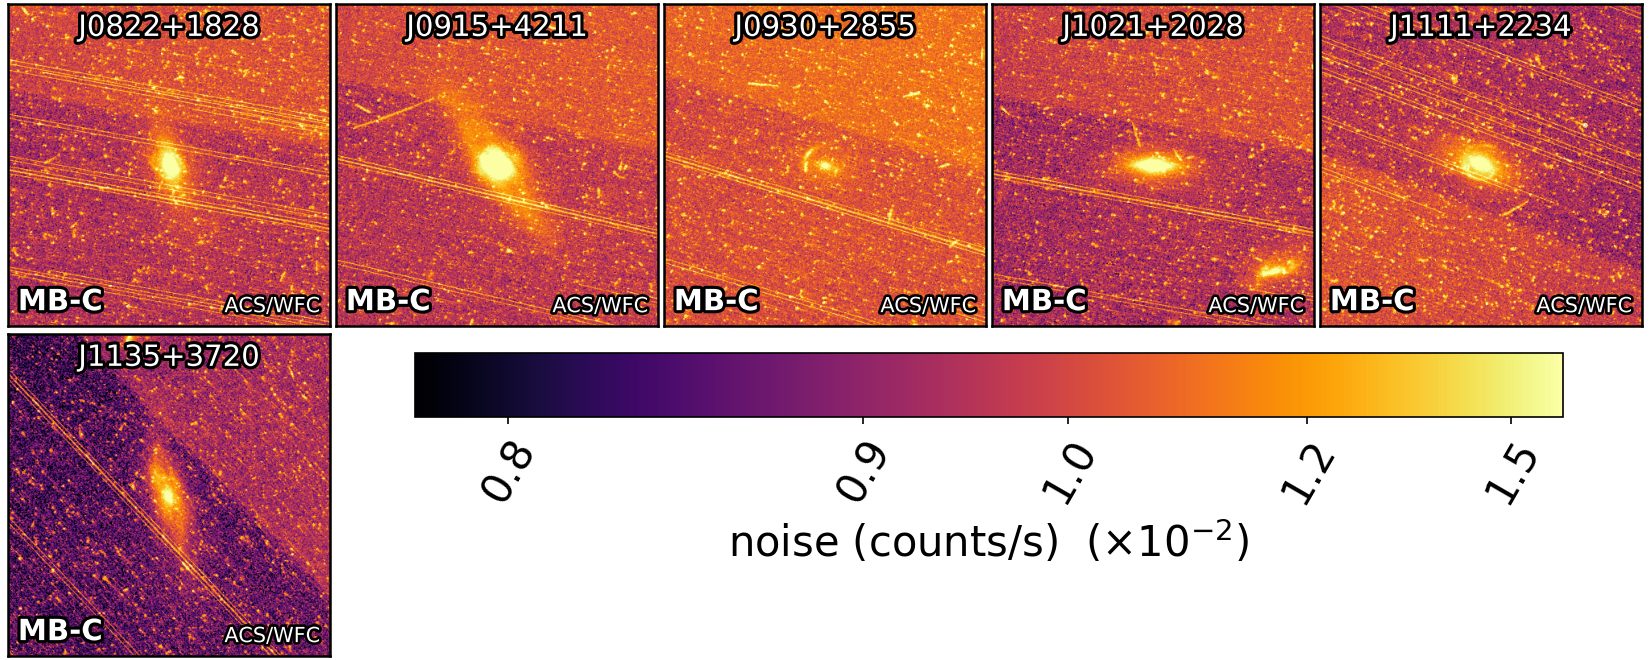 J0822+1828
J0915+4211
J0930+2855
J1021+2028
J1111+2234
MB-C ACS/WFC
MB-C ACS/WFC
MB-C ACS/WFC
MB-C ACS/WFC
MB-C ACS/WFC
J1135+3720
MB-C ACS/WFC
0.8 0.9 1.0 1.2 1.5
noise (counts/s) (×10⁻²)